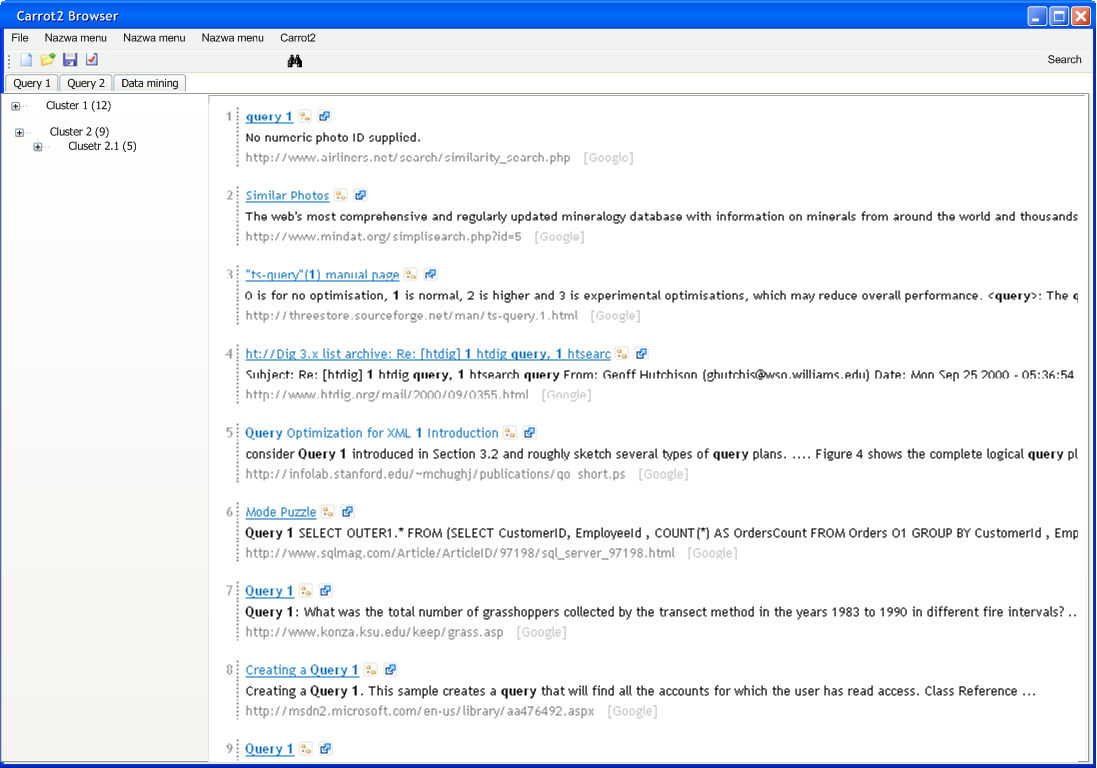 Carrot2 Browser
File Nazwa menu Nazwa menu Nazwa menu Carrot2
Search
Query 1 Query 2 Data mining
Cluster 1 (12)
Cluster 2 (9)
Clusetr 2.1 (5)
1 query 1
No numeric photo ID supplied.
http://www.airliners.net/search/similarity_search.php [Google]
2 Similar Photos
The web's most comprehensive and regularly updated mineralogy database with information on minerals from around the world and thousands
http://www.mindat.org/simplisearch.php?id=5 [Google]
3 "ts-query"(1) manual page
0 is for no optimisation, 1 is normal, 2 is higher and 3 is experimental optimisations, which may reduce overall performance. <query>: The q
http://threestore.sourceforge.net/man/ts-query.1.html [Google]
4 ht://Dig 3.x list archive: Re: [htdig] 1 htdig query, 1 htsearc
Subject: Re: [htdig] 1 htdig query, 1 htsearch query From: Geoff Hutchison (ghutchis@wso.williams.edu) Date: Mon Sep 25 2000 - 05:36:54
http://www.htdig.org/mail/2000/09/0355.html [Google]
5 Query Optimization for XML 1 Introduction
consider Query 1 introduced in Section 3.2 and roughly sketch several types of query plans. .... Figure 4 shows the complete logical query pl
http://infolab.stanford.edu/~mchughj/publications/qo short.ps [Google]
6 Mode Puzzle
Query 1 SELECT OUTER1.* FROM (SELECT CustomerID, EmployeeId , COUNT(*) AS OrdersCount FROM Orders O1 GROUP BY CustomerId , Emp
http://www.sqlmag.com/Article/ArticleID/97198/sql_server_97198.html [Google]
7 Query 1
Query 1: What was the total number of grasshoppers collected by the transect method in the years 1983 to 1990 in different fire intervals? ..
http://www.konza.ksu.edu/keep/grass.asp [Google]
8 Creating a Query 1
Creating a Query 1. This sample creates a query that will find all the accounts for which the user has read access. Class Reference ...
http://msdn2.microsoft.com/en-us/library/aa476492.aspx [Google]
9 Query 1